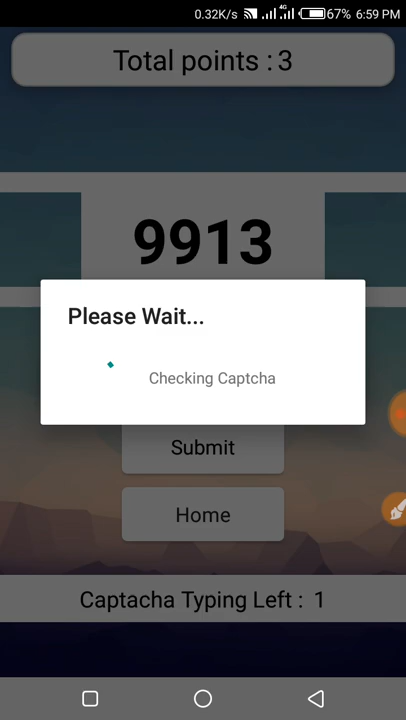 0.32K/s 4G 67% 6:59 PM
Total points : 3
9913
Please Wait...
Checking Captcha
Submit
Home
Captacha Typing Left : 1